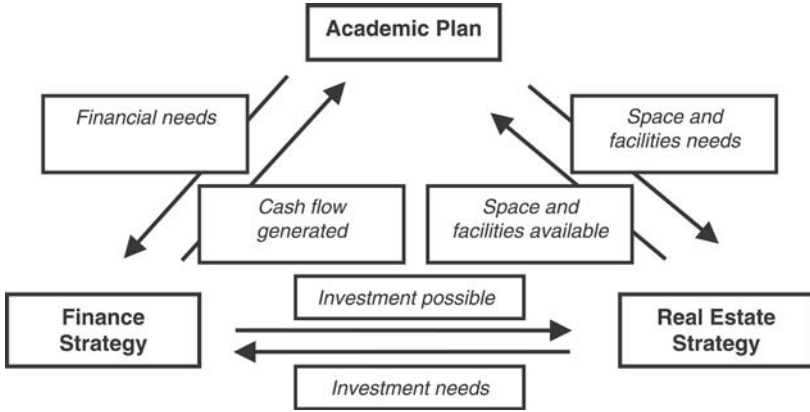 Academic Plan
Financial needs
Space and
facilities needs
Cash flow
generated
Space and
facilities available
Investment possible
Finance
Strategy
Real Estate
Strategy
Investment needs